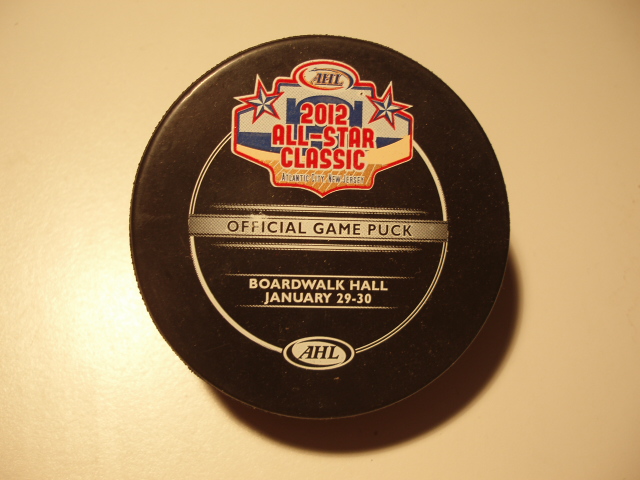 AHL
2012
ALL-STAR
CLASSIC
ATLANTIC CITY, NEW JERSEY
OFFICIAL GAME PUCK
BOARDWALK HALL
JANUARY 29-30
AHL